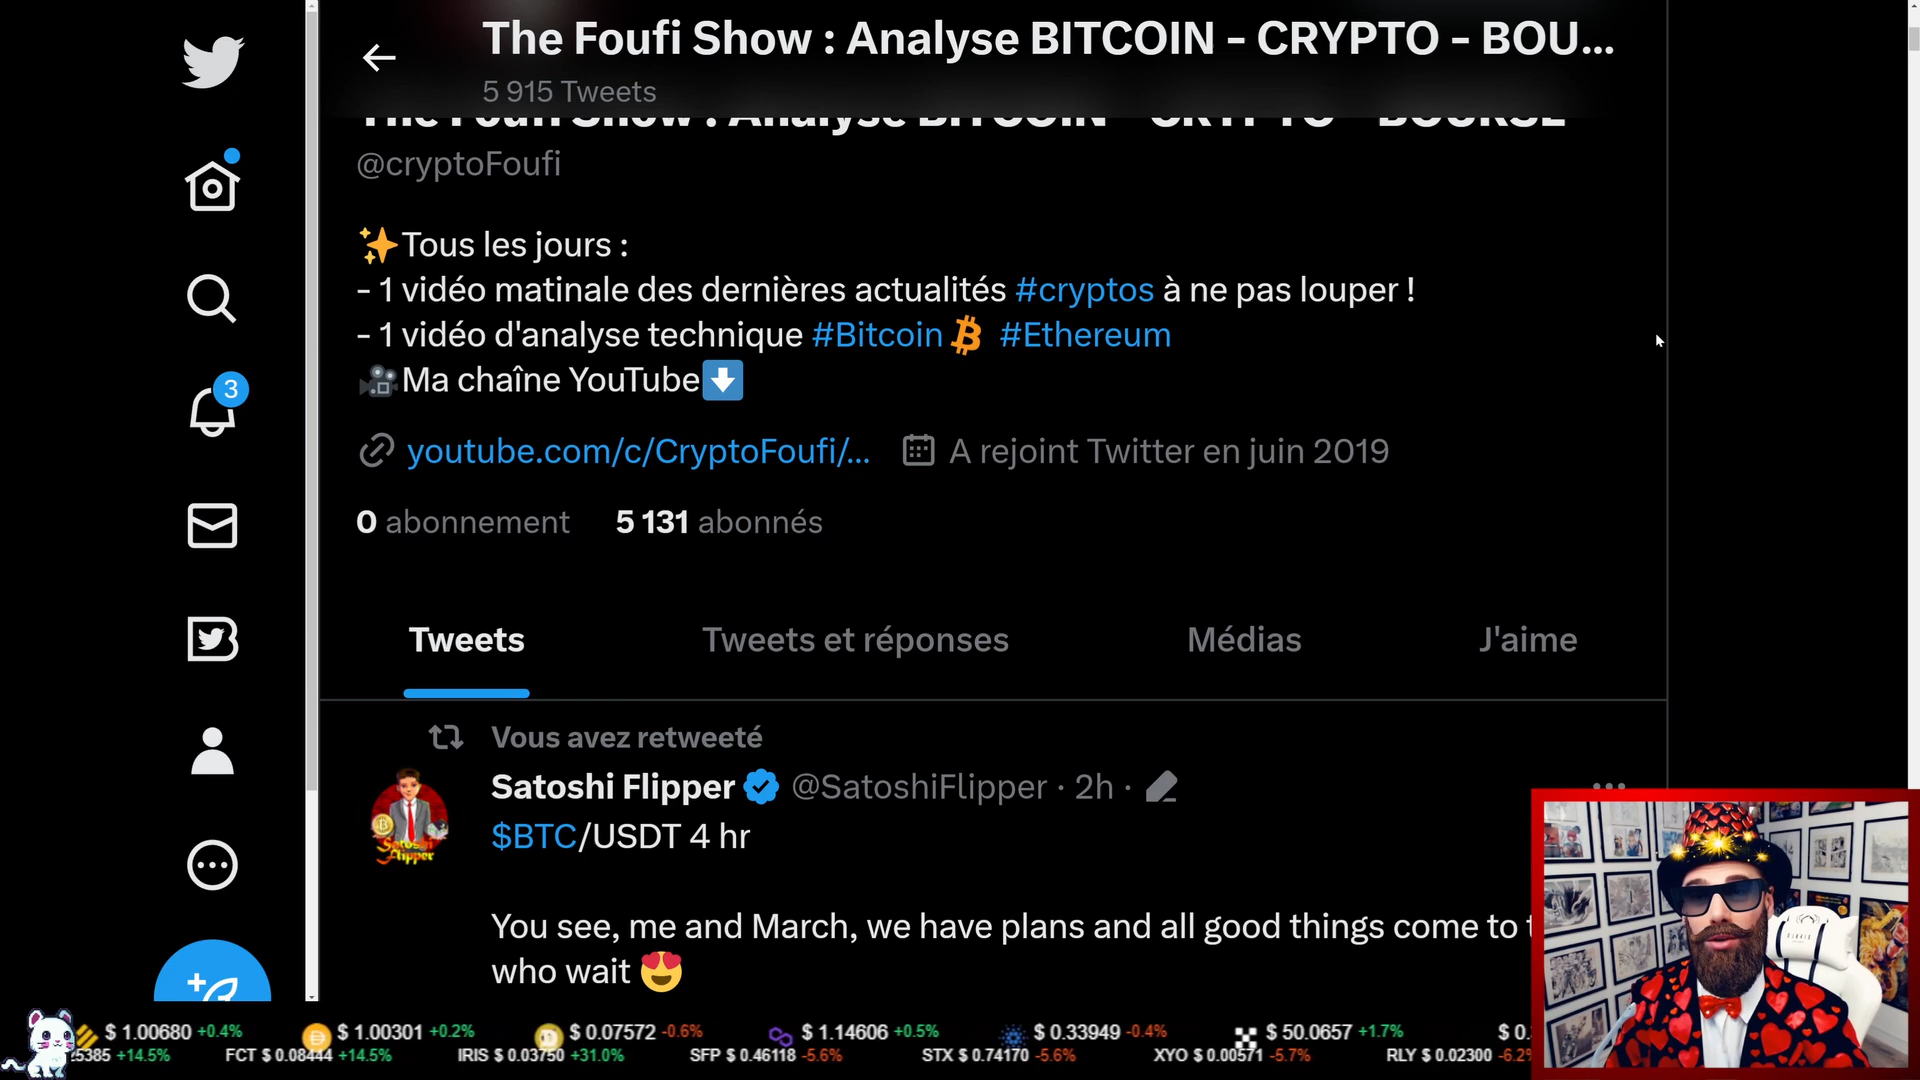 The Foufi Show : Analyse BITCOIN - CRYPTO - BOU...
5 915 Tweets
The Foufi Show : Analyse BITCOIN - CRYPTO - BOURSE
@cryptoFoufi
✨Tous les jours :
- 1 vidéo matinale des dernières actualités #cryptos à ne pas louper !
- 1 vidéo d'analyse technique #Bitcoin #Ethereum
🎥Ma chaîne YouTube⬇️
youtube.com/c/CryptoFoufi/... A rejoint Twitter en juin 2019
0 abonnement 5 131 abonnés
3
Tweets Tweets et réponses Médias J'aime
Vous avez retweeté
Satoshi Flipper @SatoshiFlipper · 2h ·
$BTC/USDT 4 hr
Satoshi Flipper
You see, me and March, we have plans and all good things come to
who wait 😍
$ 1.00680 +0.4% $ 1.00301 +0.2% $ 0.07572 -0.6% $ 1.14606 +0.5% $ 0.33949 -0.4% $ 50.0657 +1.7% $ 0.
5385 +14.5% FCT $ 0.08444 +14.5% IRIS $ 0.03750 +31.0% SFP $ 0.46118 -5.6% STX $ 0.74170 -5.6% XYO $ 0.00571 -5.7% RLY $ 0.02300 -6.2%